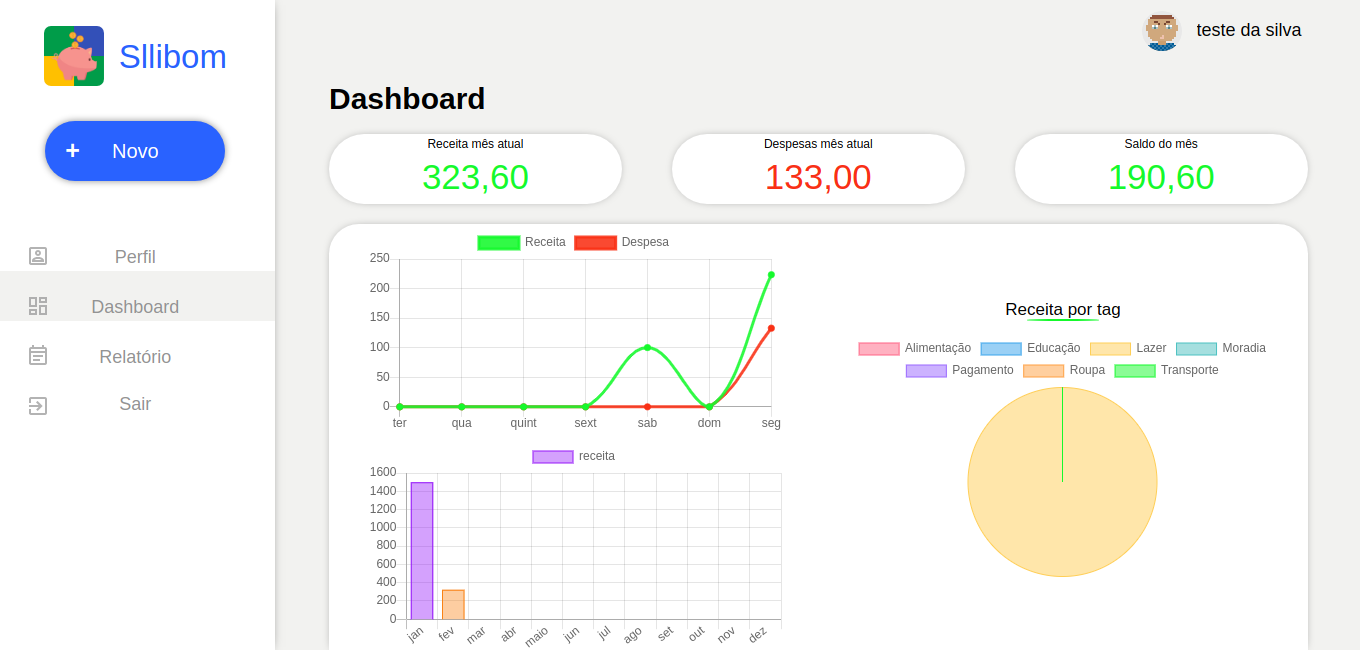 Sllibom
teste da silva
+ Novo
Perfil
Dashboard
Relatório
Sair
Dashboard
Receita mês atual
323,60
Despesas mês atual
133,00
Saldo do mês
190,60
Receita Despesa
250
200
150
100
50
0
ter qua quint sext sab dom seg
receita
1600
1400
1200
1000
800
600
400
200
0
jan fev mar abr maio jun jul ago set out nov dez
Receita por tag
Alimentação Educação Lazer Moradia
Pagamento Roupa Transporte